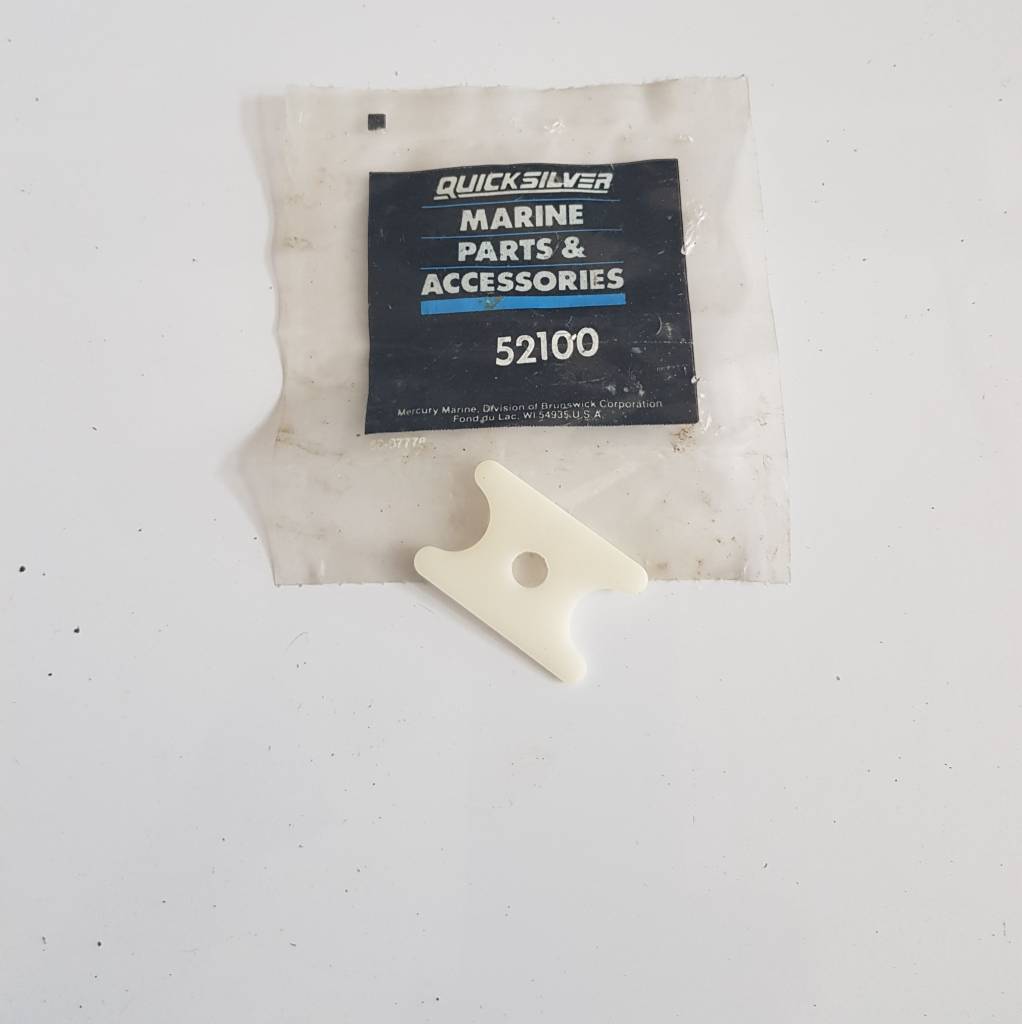 QUICKSILVER
MARINE
PARTS &
ACCESSORIES
52100
Mercury Marine, Division of Brunswick Corporation
Fond du Lac, WI 54935 U.S.A.